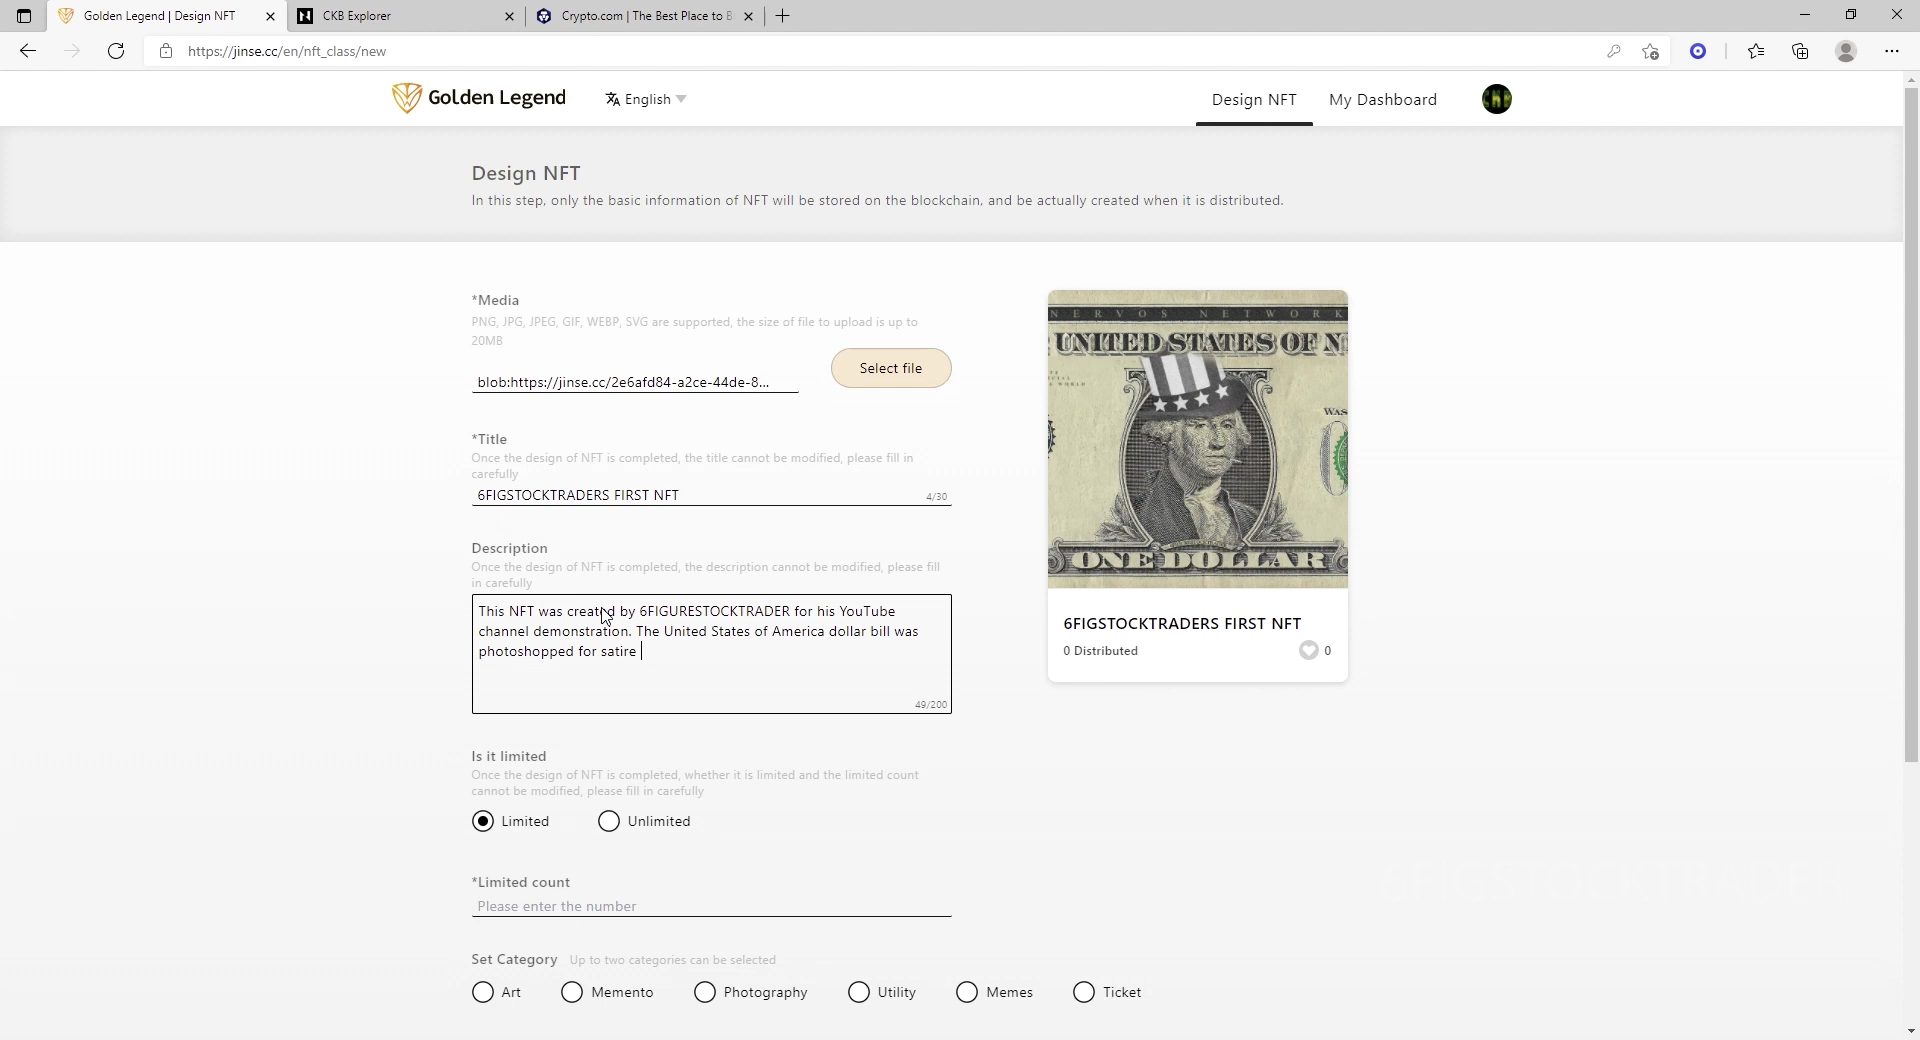 Golden Legend | Design NFT
CKB Explorer
Crypto.com | The Best Place to B
https://jinse.cc/en/nft_class/new
Golden Legend
English
Design NFT
My Dashboard
Design NFT
In this step, only the basic information of NFT will be stored on the blockchain, and be actually created when it is distributed.
*Media
PNG, JPG, JPEG, GIF, WEBP, SVG are supported, the size of file to upload is up to
20MB
blob:https://jinse.cc/2e6afd84-a2ce-44de-8...
Select file
*Title
Once the design of NFT is completed, the title cannot be modified, please fill in
carefully
6FIGSTOCKTRADERS FIRST NFT
4/30
Description
Once the design of NFT is completed, the description cannot be modified, please fill
in carefully
This NFT was created by 6FIGURESTOCKTRADER for his YouTube
channel demonstration. The United States of America dollar bill was
photoshopped for satire
49/200
Is it limited
Once the design of NFT is completed, whether it is limited and the limited count
cannot be modified, please fill in carefully
Limited
Unlimited
*Limited count
Please enter the number
Set Category
Up to two categories can be selected
Art
Memento
Photography
Utility
Memes
Ticket
NERVOS NETWORK
UNITED STATES OF N
WAS
ONE DOLLAR
6FIGSTOCKTRADERS FIRST NFT
0 Distributed
0